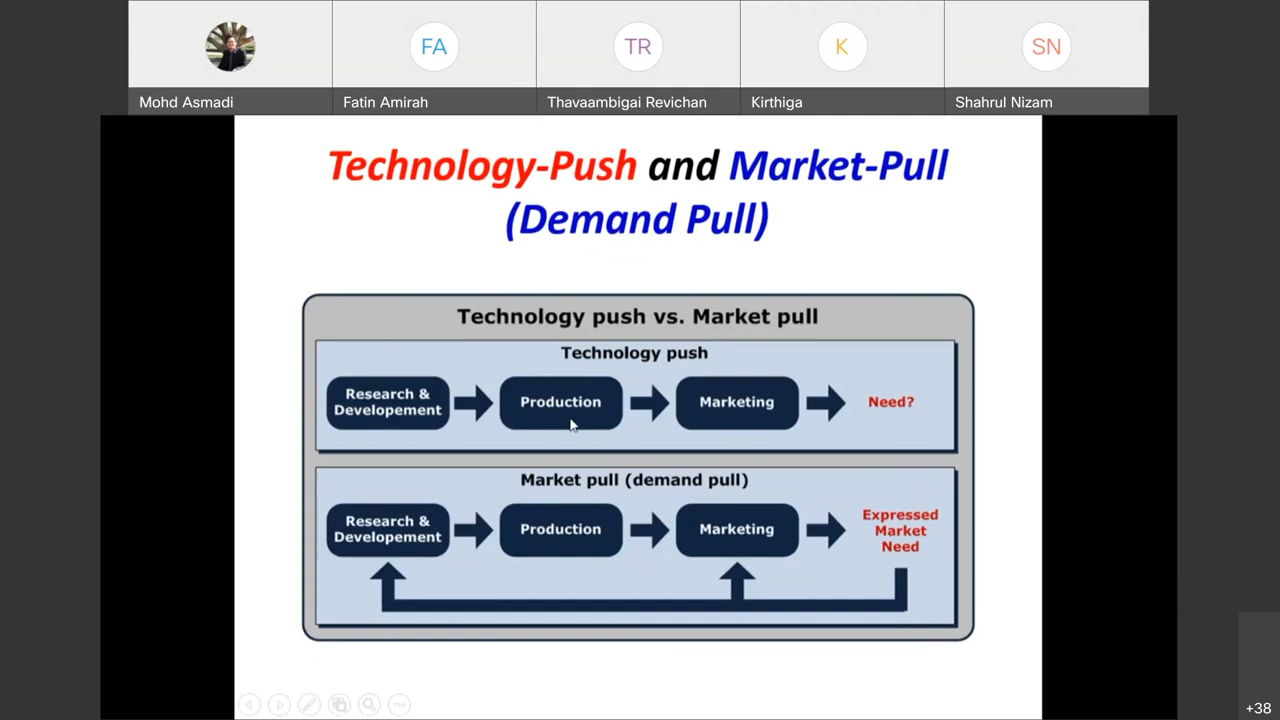 FA
TR
K
SN
Mohd Asmadi
Fatin Amirah
Thavaambigai Revichan
Kirthiga
Shahrul Nizam
Technology-Push and Market-Pull
(Demand Pull)
Technology push vs. Market pull
Technology push
Research &
Developement
Production
Marketing
Need?
Market pull (demand pull)
Research &
Developement
Production
Marketing
Expressed
Market
Need
+38